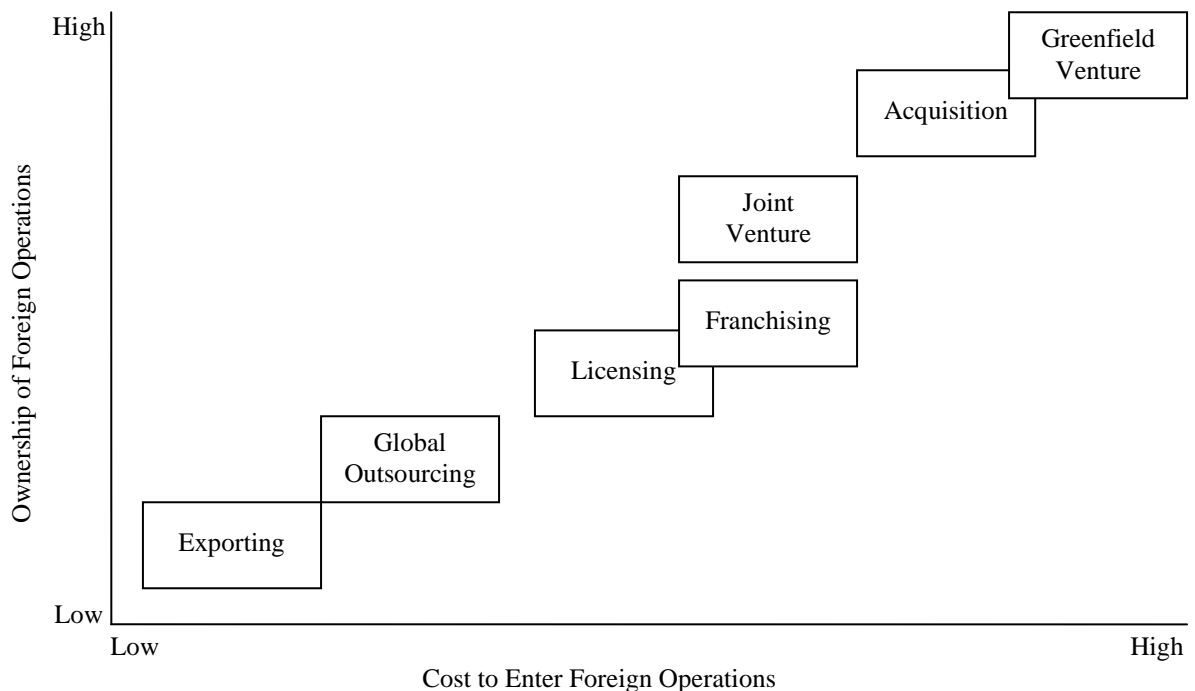 High
Greenfield
Venture
Acquisition
Joint
Venture
Franchising
Licensing
Global
Outsourcing
Exporting
Ownership of Foreign Operations
Low
Low
High
Cost to Enter Foreign Operations